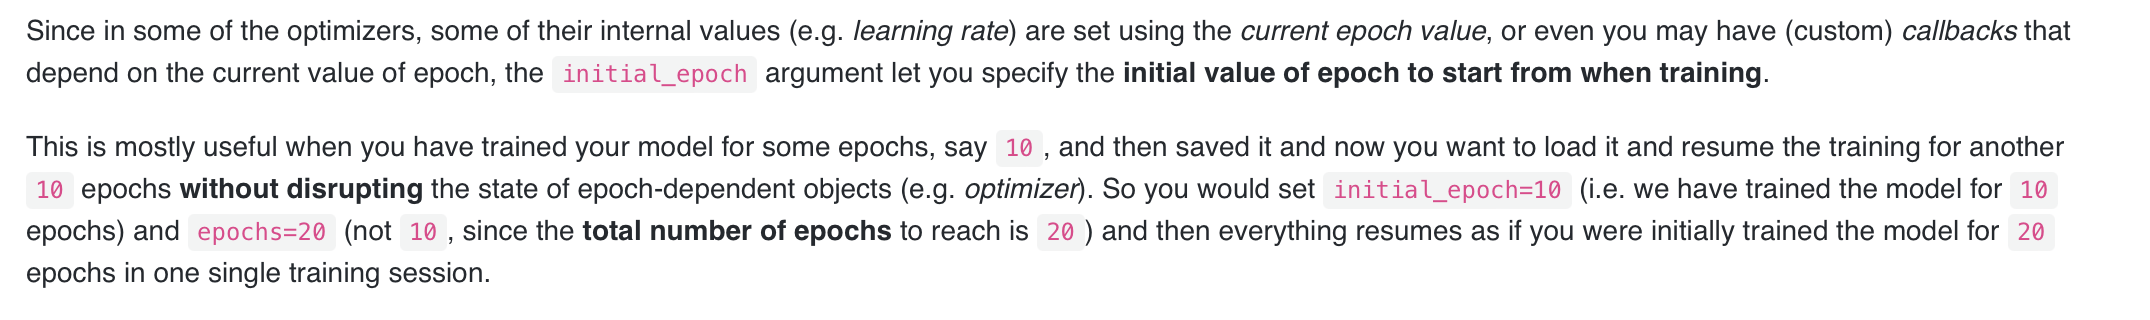 Since in some of the optimizers, some of their internal values (e.g. learning rate) are set using the current epoch value, or even you may have (custom) callbacks that
depend on the current value of epoch, the initial_epoch argument let you specify the initial value of epoch to start from when training.
This is mostly useful when you have trained your model for some epochs, say 10 , and then saved it and now you want to load it and resume the training for another
10 epochs without disrupting the state of epoch-dependent objects (e.g. optimizer). So you would set initial_epoch=10 (i.e. we have trained the model for 10
epochs) and epochs=20 (not 10 , since the total number of epochs to reach is 20 ) and then everything resumes as if you were initially trained the model for 20
epochs in one single training session.